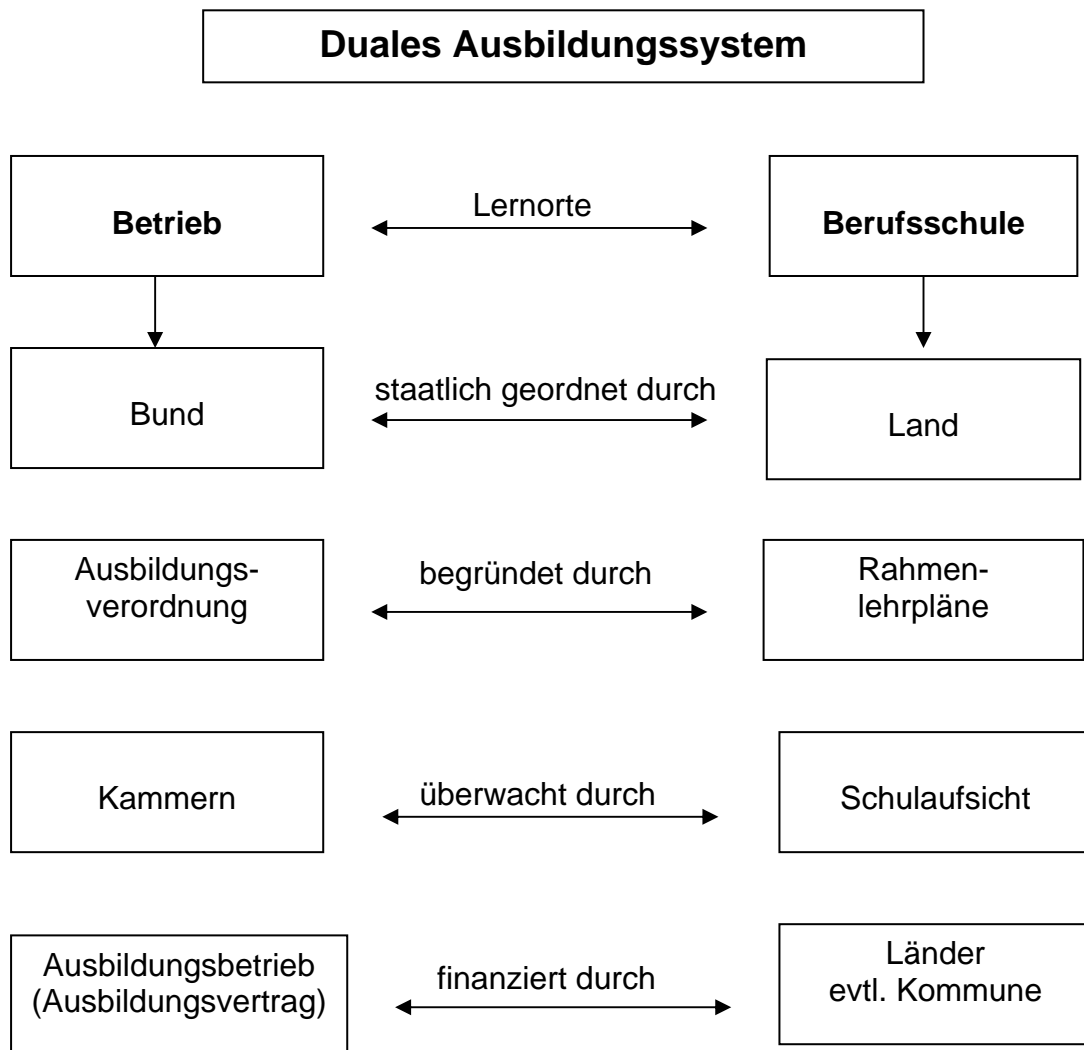 Duales Ausbildungssystem
Betrieb
Lernorte
Berufsschule
Bund
staatlich geordnet durch
Land
Ausbildungs-
verordnung
begründet durch
Rahmen-
lehrpläne
Kammern
überwacht durch
Schulaufsicht
Ausbildungsbetrieb
(Ausbildungsvertrag)
finanziert durch
Länder
evtl. Kommune